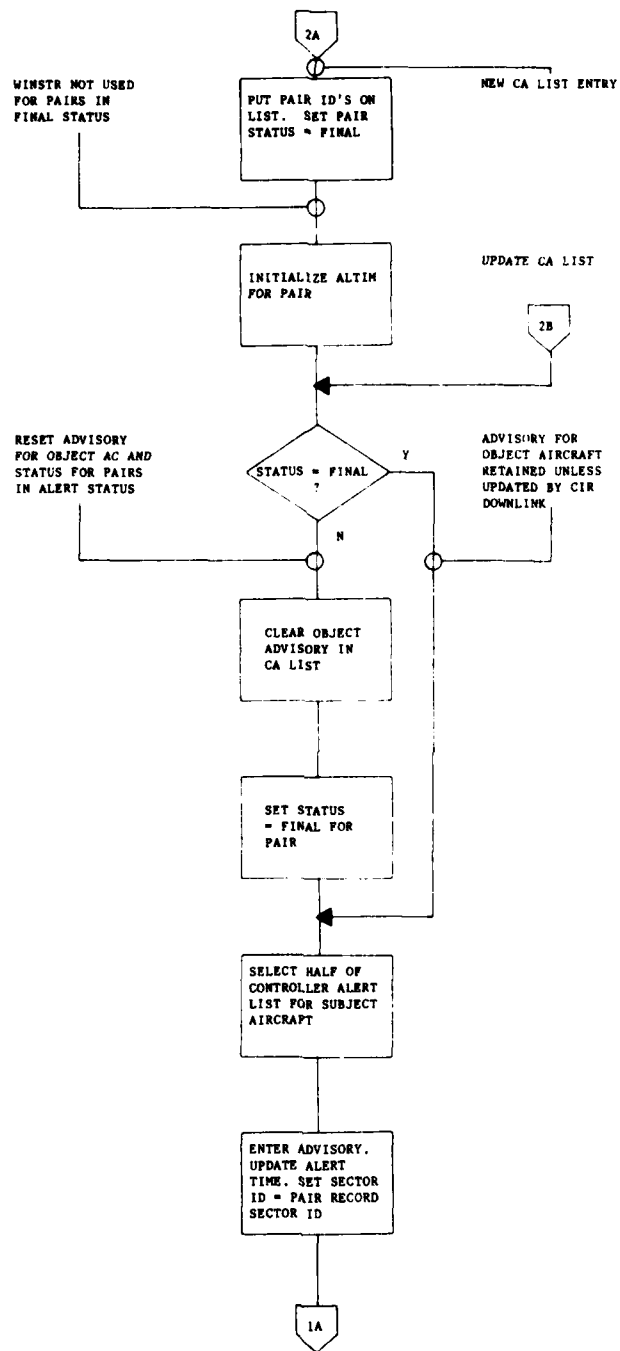 2A
WINSTR NOT USED
FOR PAIRS IN
FINAL STATUS
NEW CA LIST ENTRY
PUT PAIR ID'S ON
LIST. SET PAIR
STATUS = FINAL
INITIALIZE ALTIM
FOR PAIR
UPDATE CA LIST
2B
RESET ADVISORY
FOR OBJECT AC AND
STATUS FOR PAIRS
IN ALERT STATUS
STATUS = FINAL
?
Y
N
ADVISORY FOR
OBJECT AIRCRAFT
RETAINED UNLESS
UPDATED BY CIR
DOWNLINK
CLEAR OBJECT
ADVISORY IN
CA LIST
SET STATUS
= FINAL FOR
PAIR
SELECT HALF OF
CONTROLLER ALERT
LIST FOR SUBJECT
AIRCRAFT
ENTER ADVISORY.
UPDATE ALERT
TIME. SET SECTOR
ID = PAIR RECORD
SECTOR ID
1A